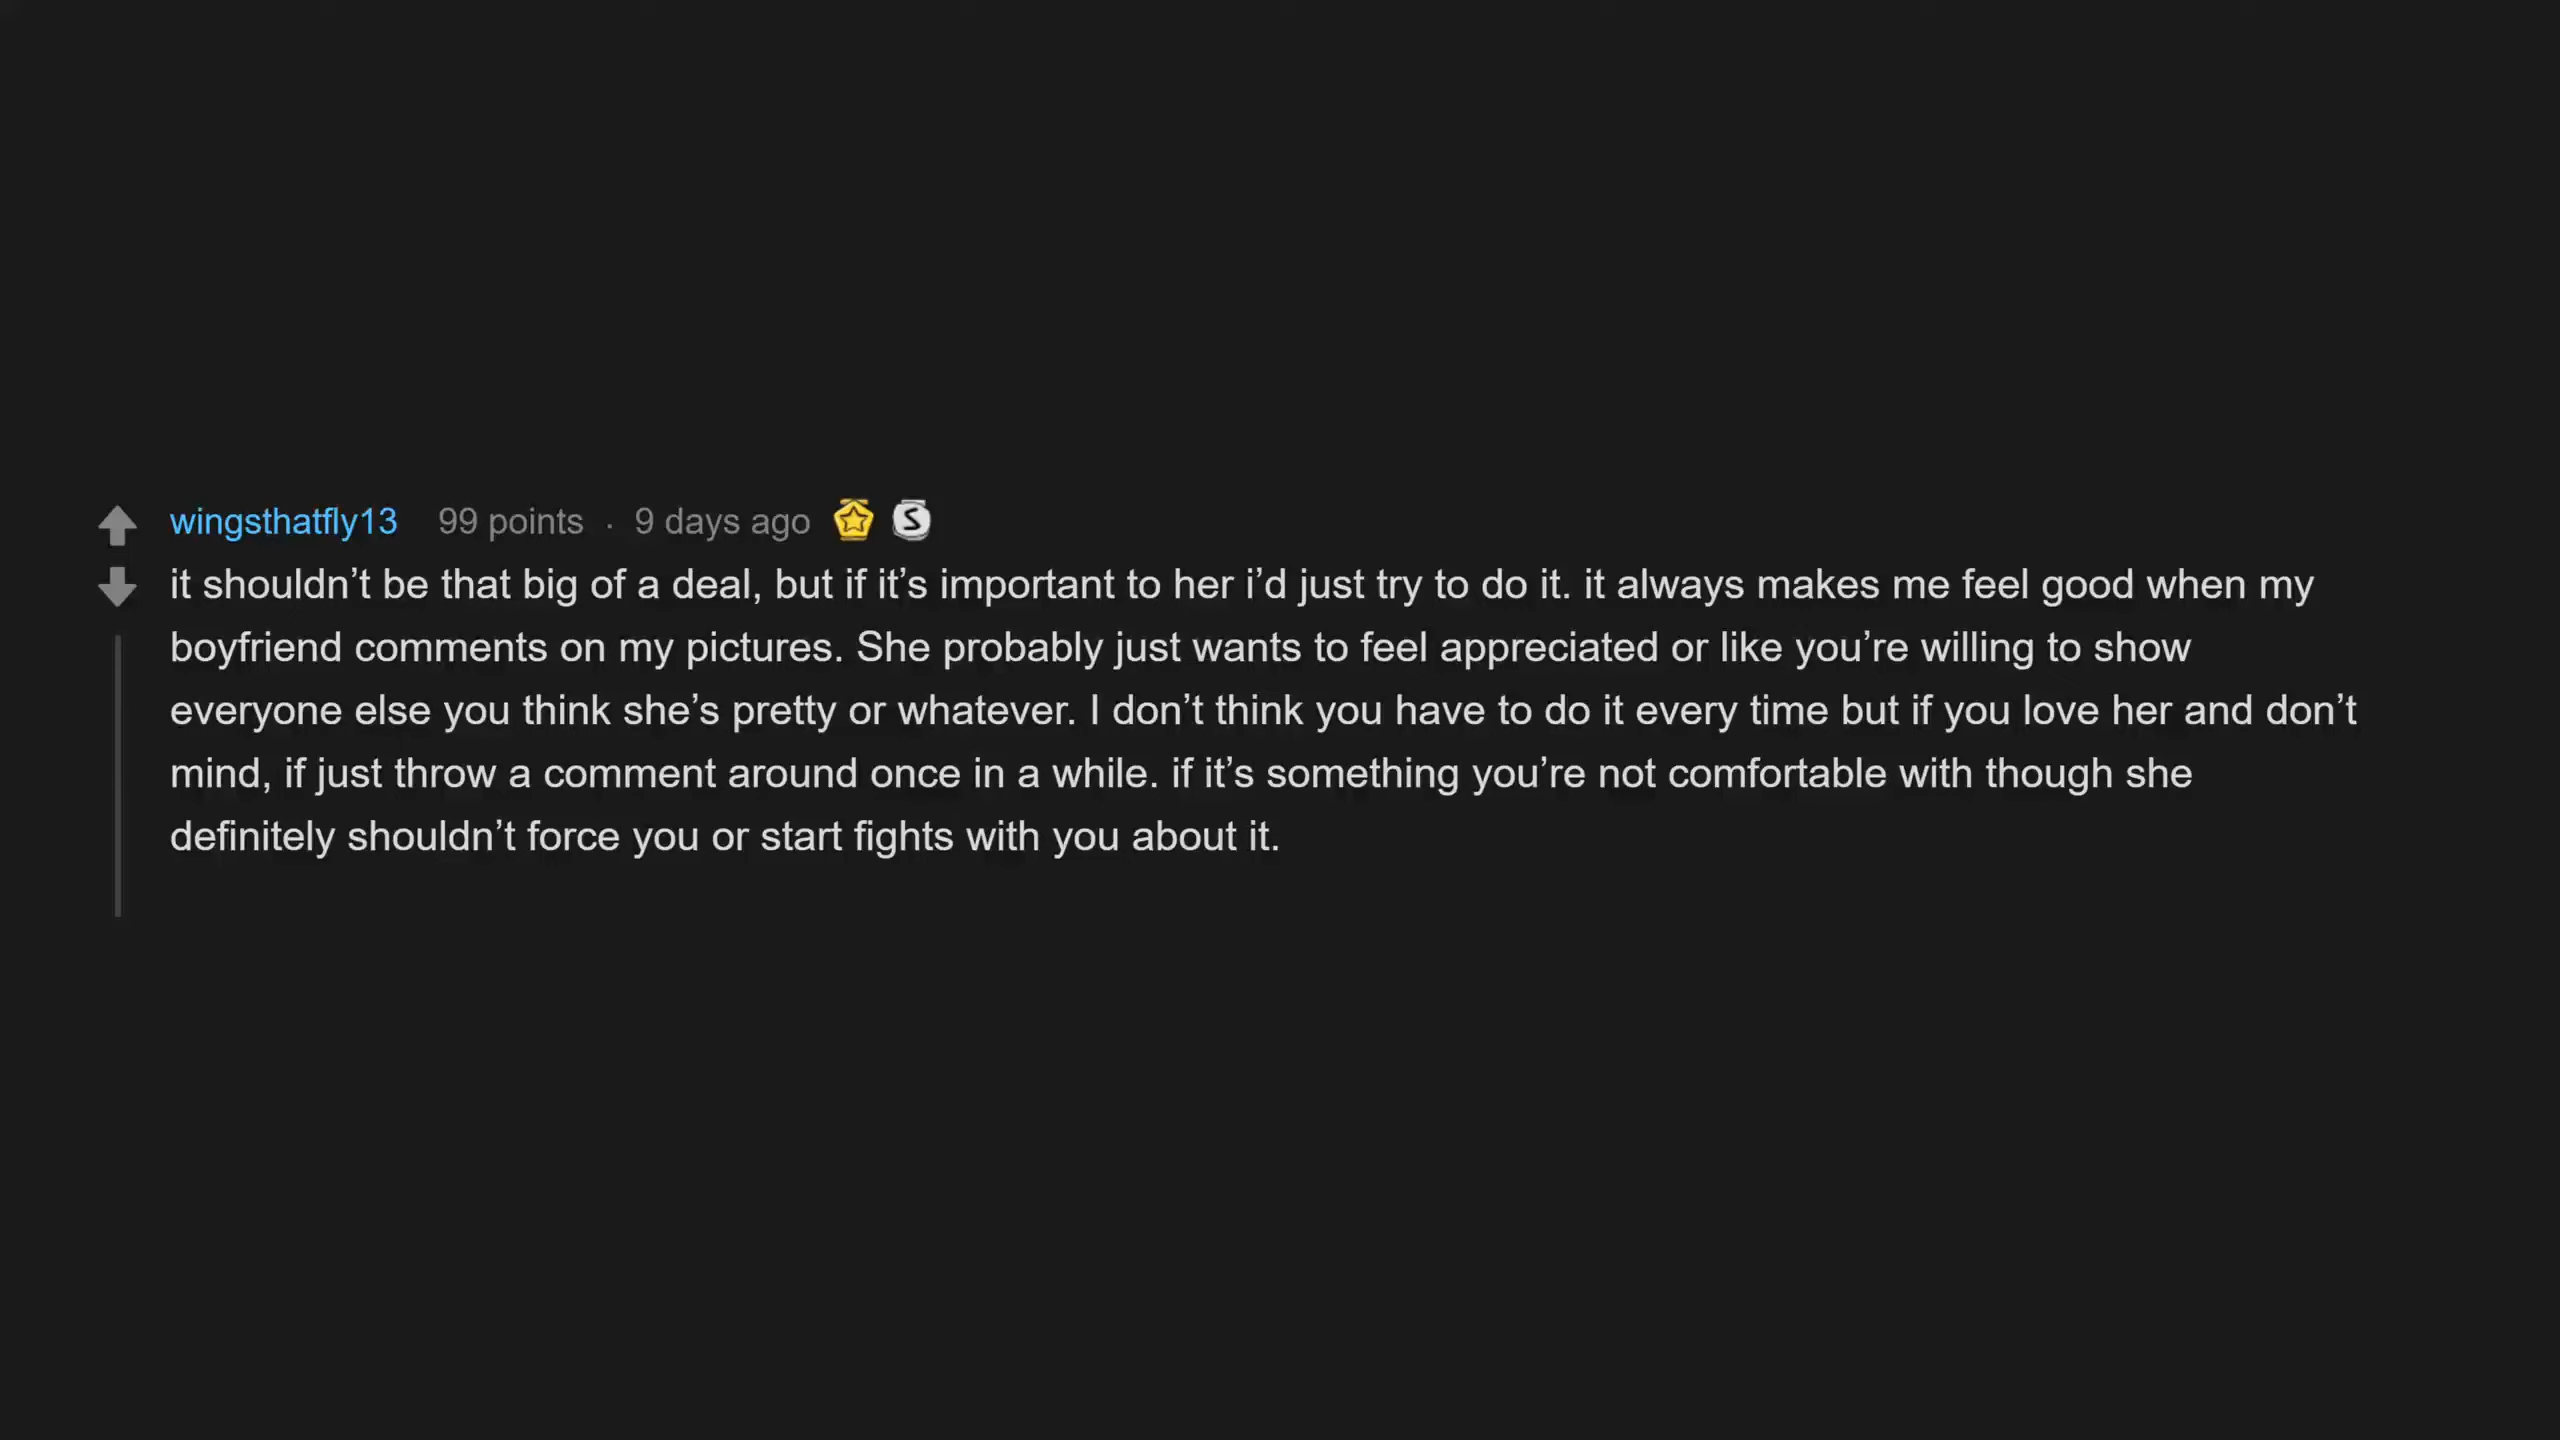 wingsthatfly13 99 points · 9 days ago S
it shouldn’t be that big of a deal, but if it’s important to her i’d just try to do it. it always makes me feel good when my
boyfriend comments on my pictures. She probably just wants to feel appreciated or like you’re willing to show
everyone else you think she’s pretty or whatever. I don’t think you have to do it every time but if you love her and don’t
mind, if just throw a comment around once in a while. if it’s something you’re not comfortable with though she
definitely shouldn’t force you or start fights with you about it.